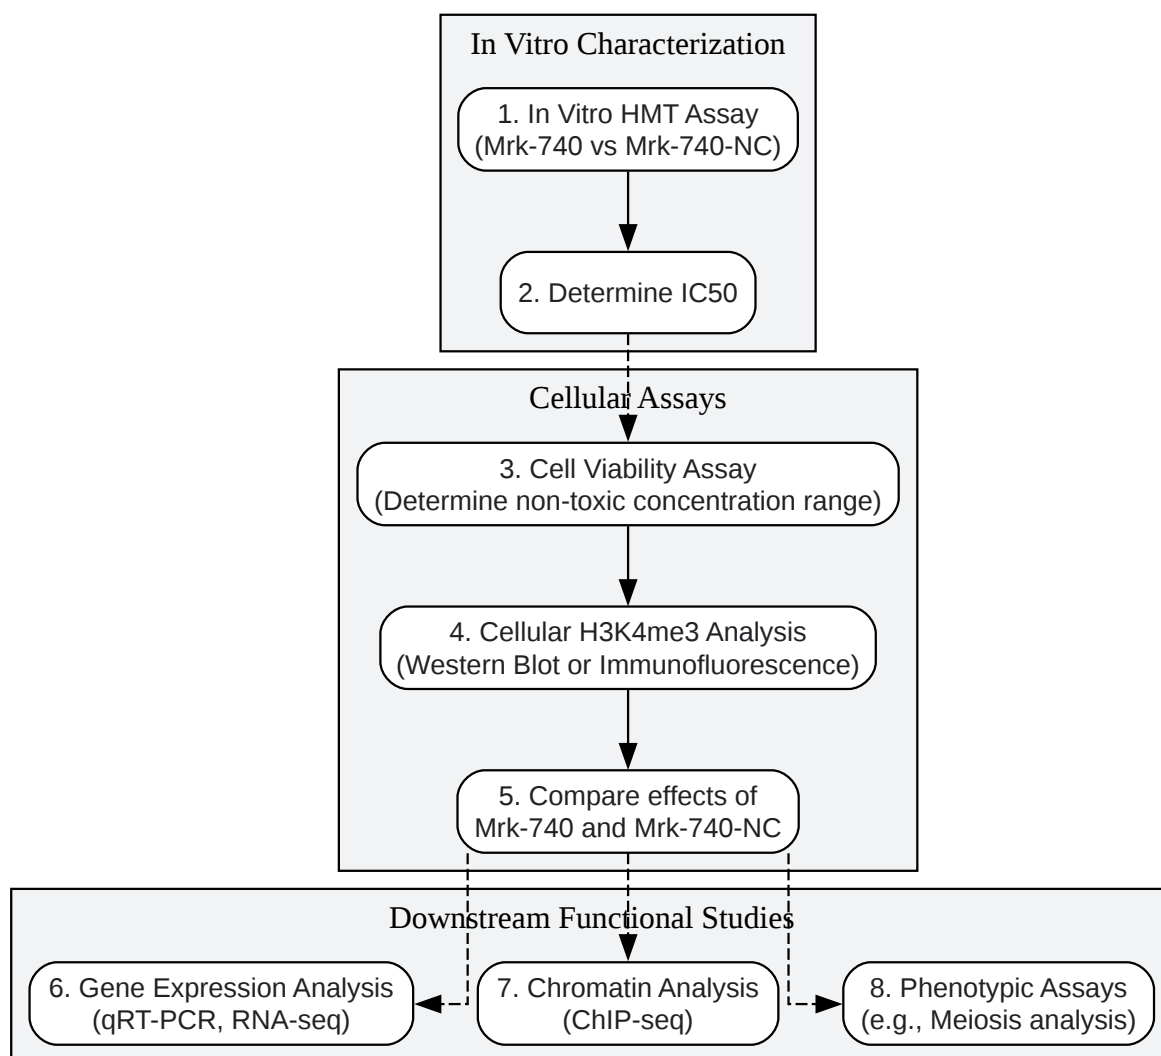 In Vitro Characterization
1. In Vitro HMT Assay
(Mrk-740 vs Mrk-740-NC)
2. Determine IC50
Cellular Assays
3. Cell Viability Assay
(Determine non-toxic concentration range)
4. Cellular H3K4me3 Analysis
(Western Blot or Immunofluorescence)
5. Compare effects of
Mrk-740 and Mrk-740-NC
Downstream Functional Studies
6. Gene Expression Analysis
(qRT-PCR, RNA-seq)
7. Chromatin Analysis
(ChIP-seq)
8. Phenotypic Assays
(e.g., Meiosis analysis)